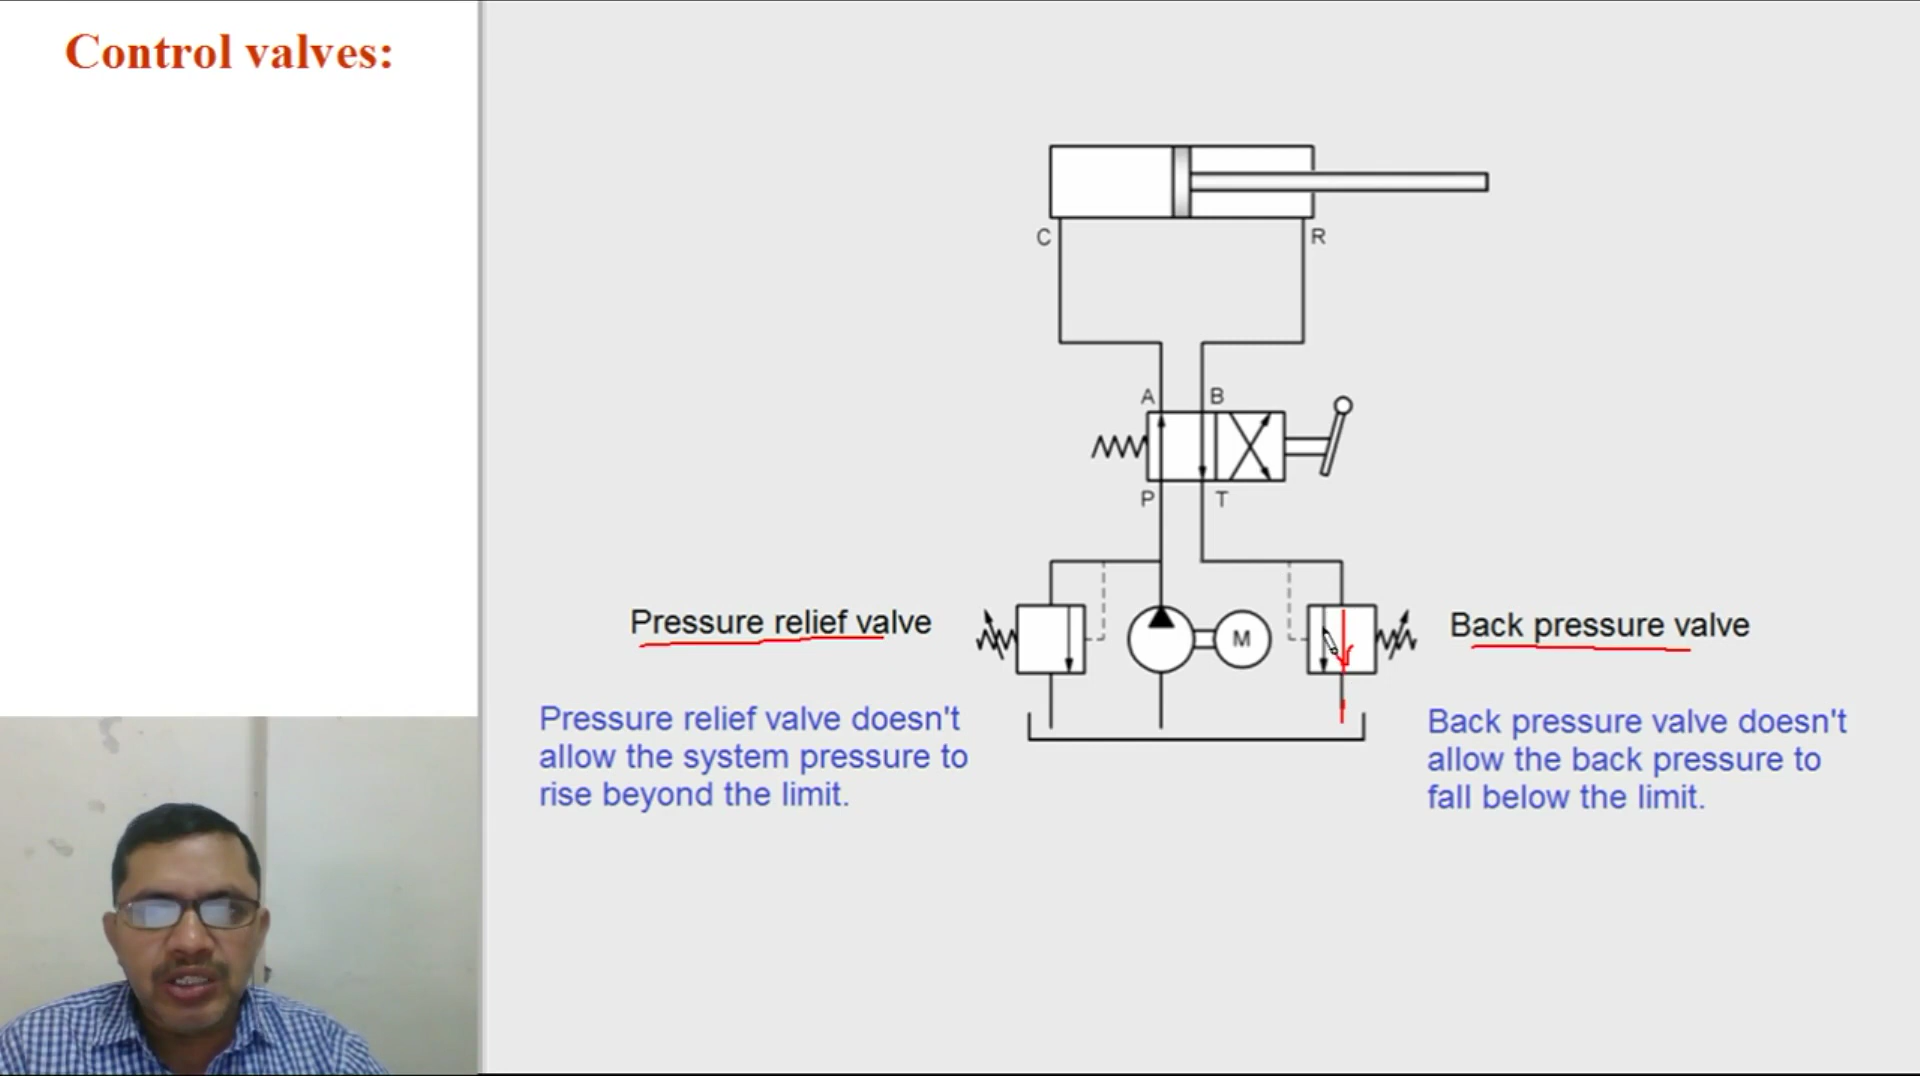 Control valves:
C
R
A
B
P
T
M
Pressure relief valve
Back pressure valve
Pressure relief valve doesn't
allow the system pressure to
rise beyond the limit.
Back pressure valve doesn't
allow the back pressure to
fall below the limit.